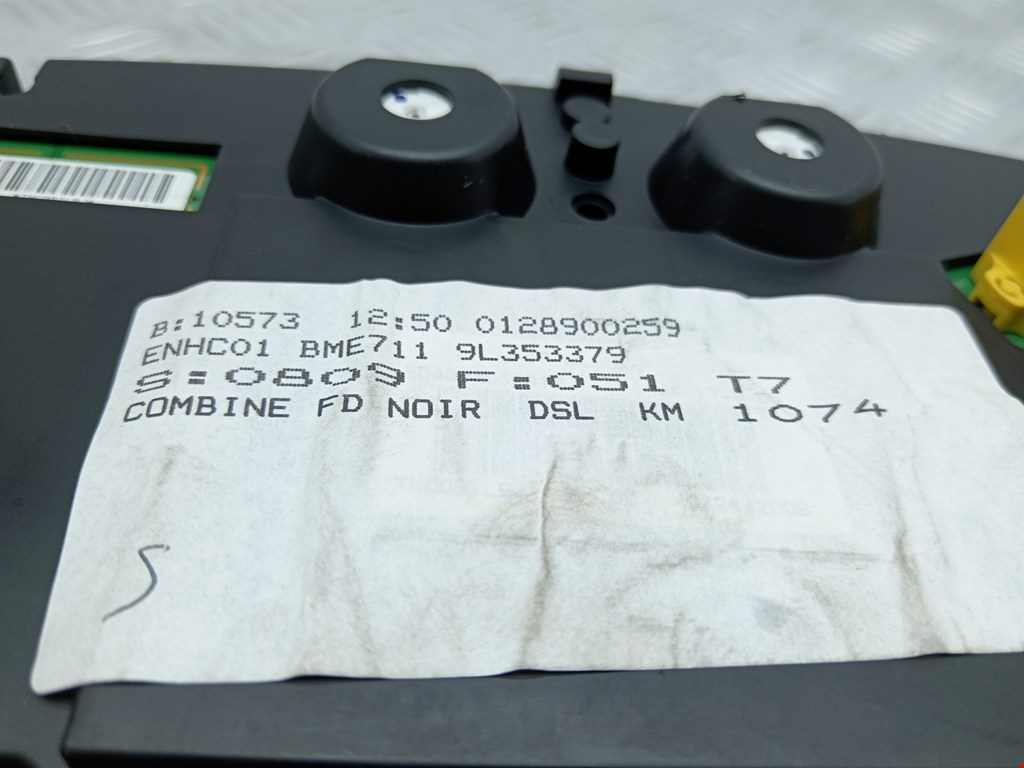 B:10573 12:50 0128900259
ENHC01 BME711 9L353379
S:0809 F:051 T7
COMBINE FD NOIR DSL KM 1074
S